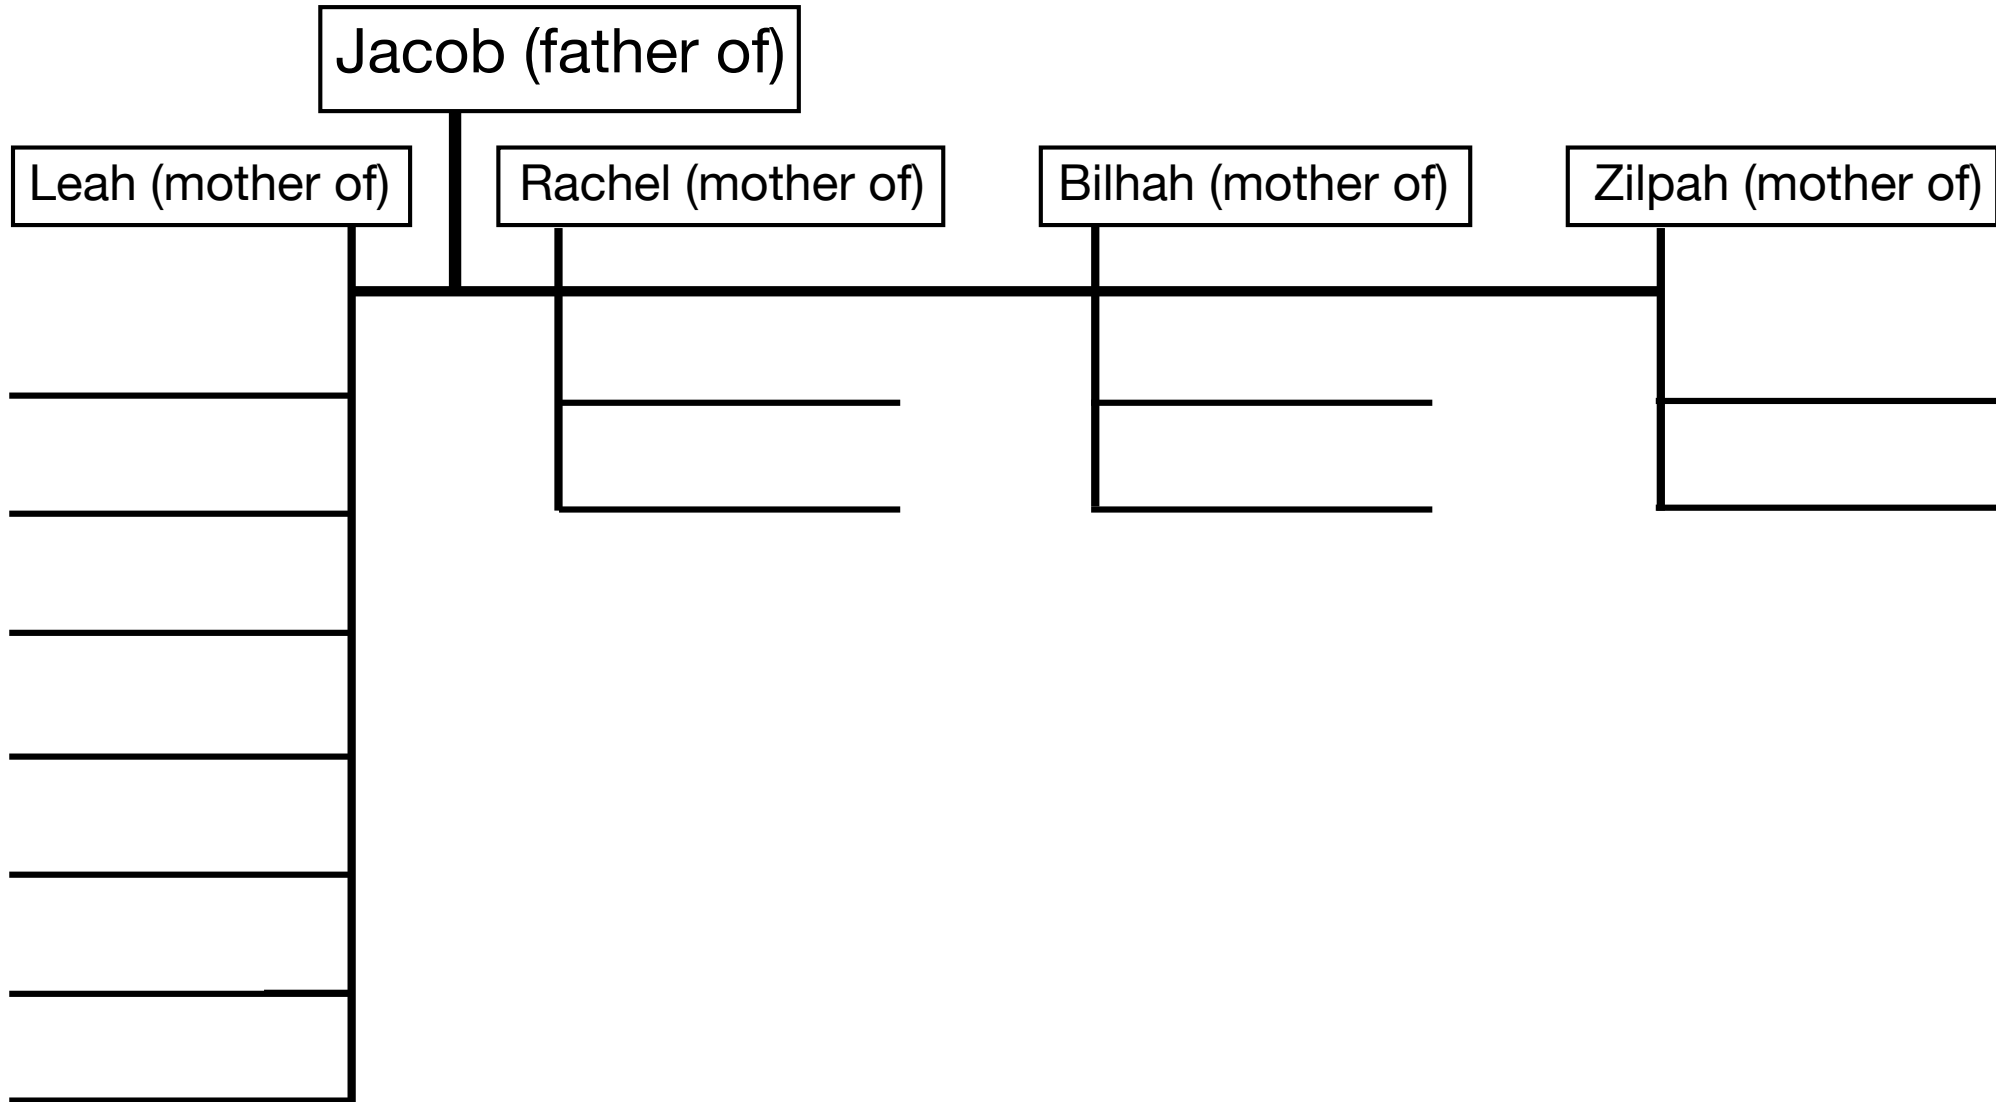 Jacob (father of)
Leah (mother of)
Rachel (mother of)
Bilhah (mother of)
Zilpah (mother of)